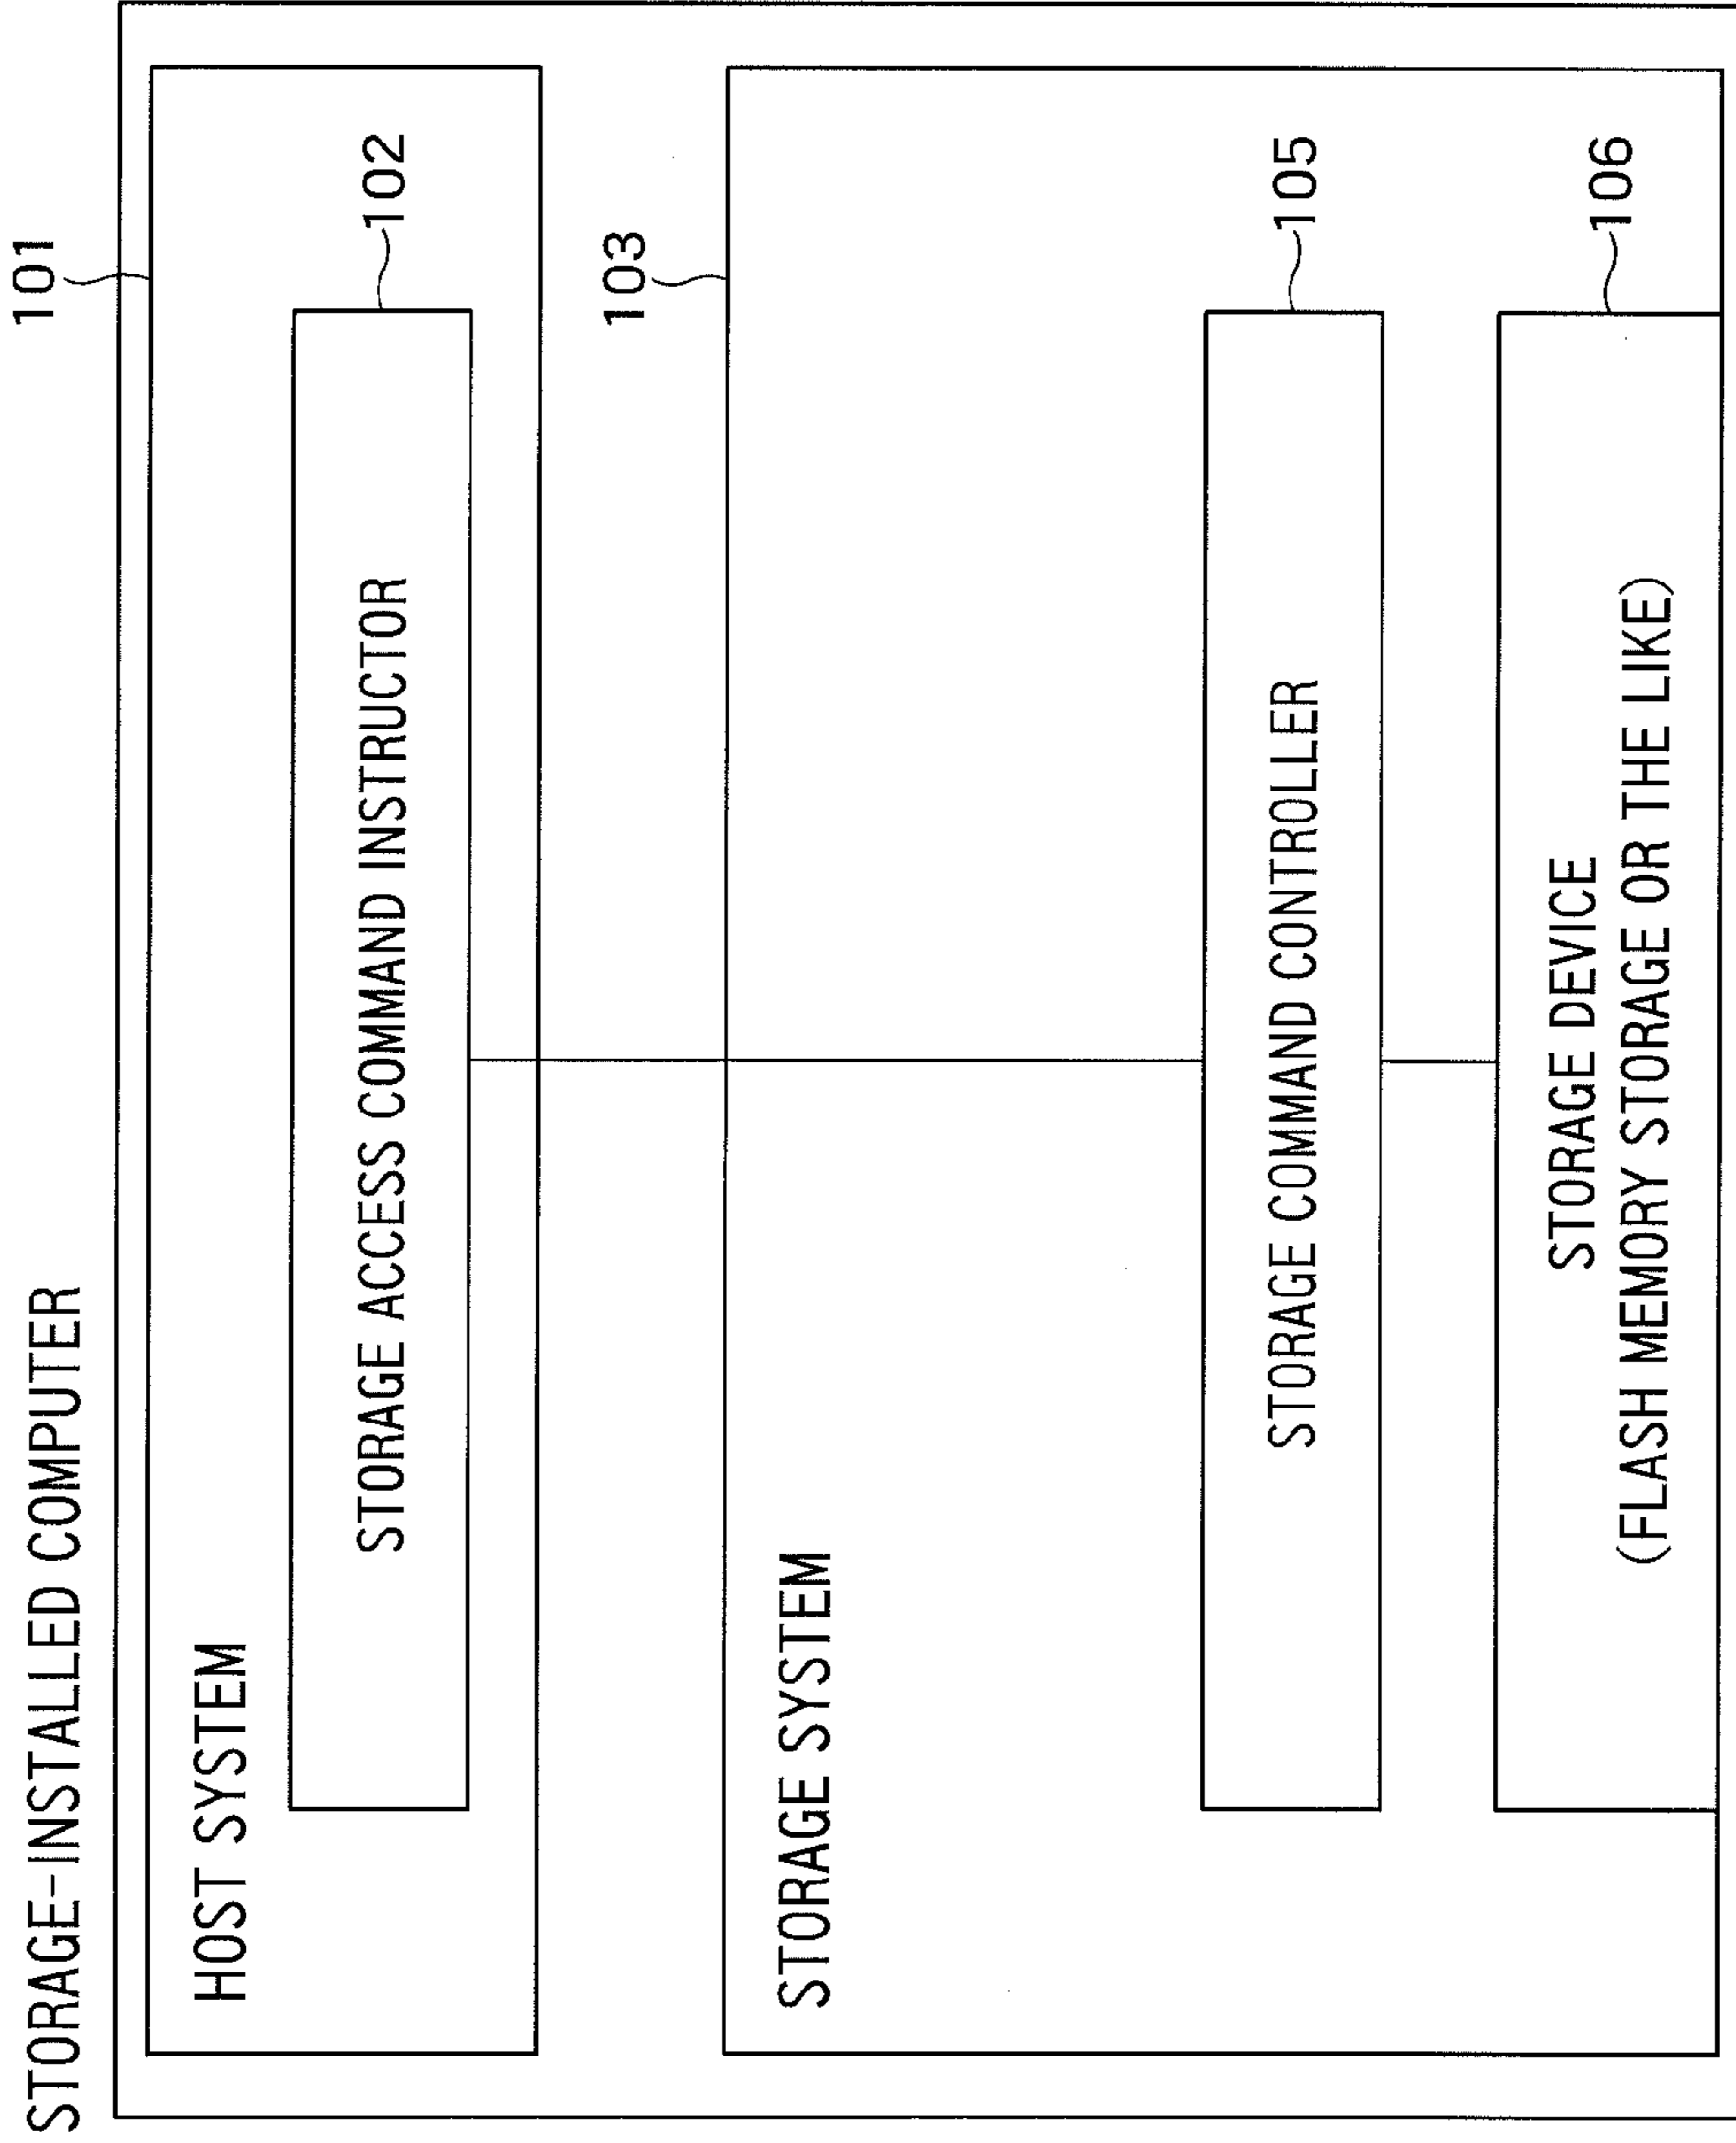 STORAGE-INSTALLED COMPUTER
101
HOST SYSTEM
102
STORAGE ACCESS COMMAND INSTRUCTOR
103
STORAGE SYSTEM
105
STORAGE COMMAND CONTROLLER
106
STORAGE DEVICE
(FLASH MEMORY STORAGE OR THE LIKE)